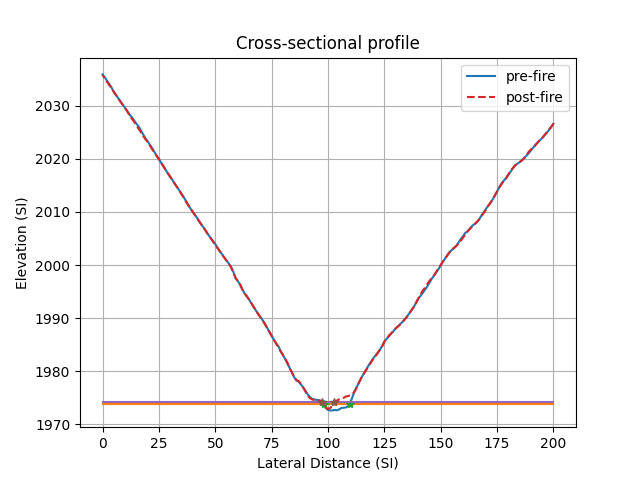 Cross-sectional profile
pre-fire
post-fire
Elevation (SI)
2030
2020
2010
2000
1990
1980
1970
0 25 50 75 100 125 150 175 200
Lateral Distance (SI)